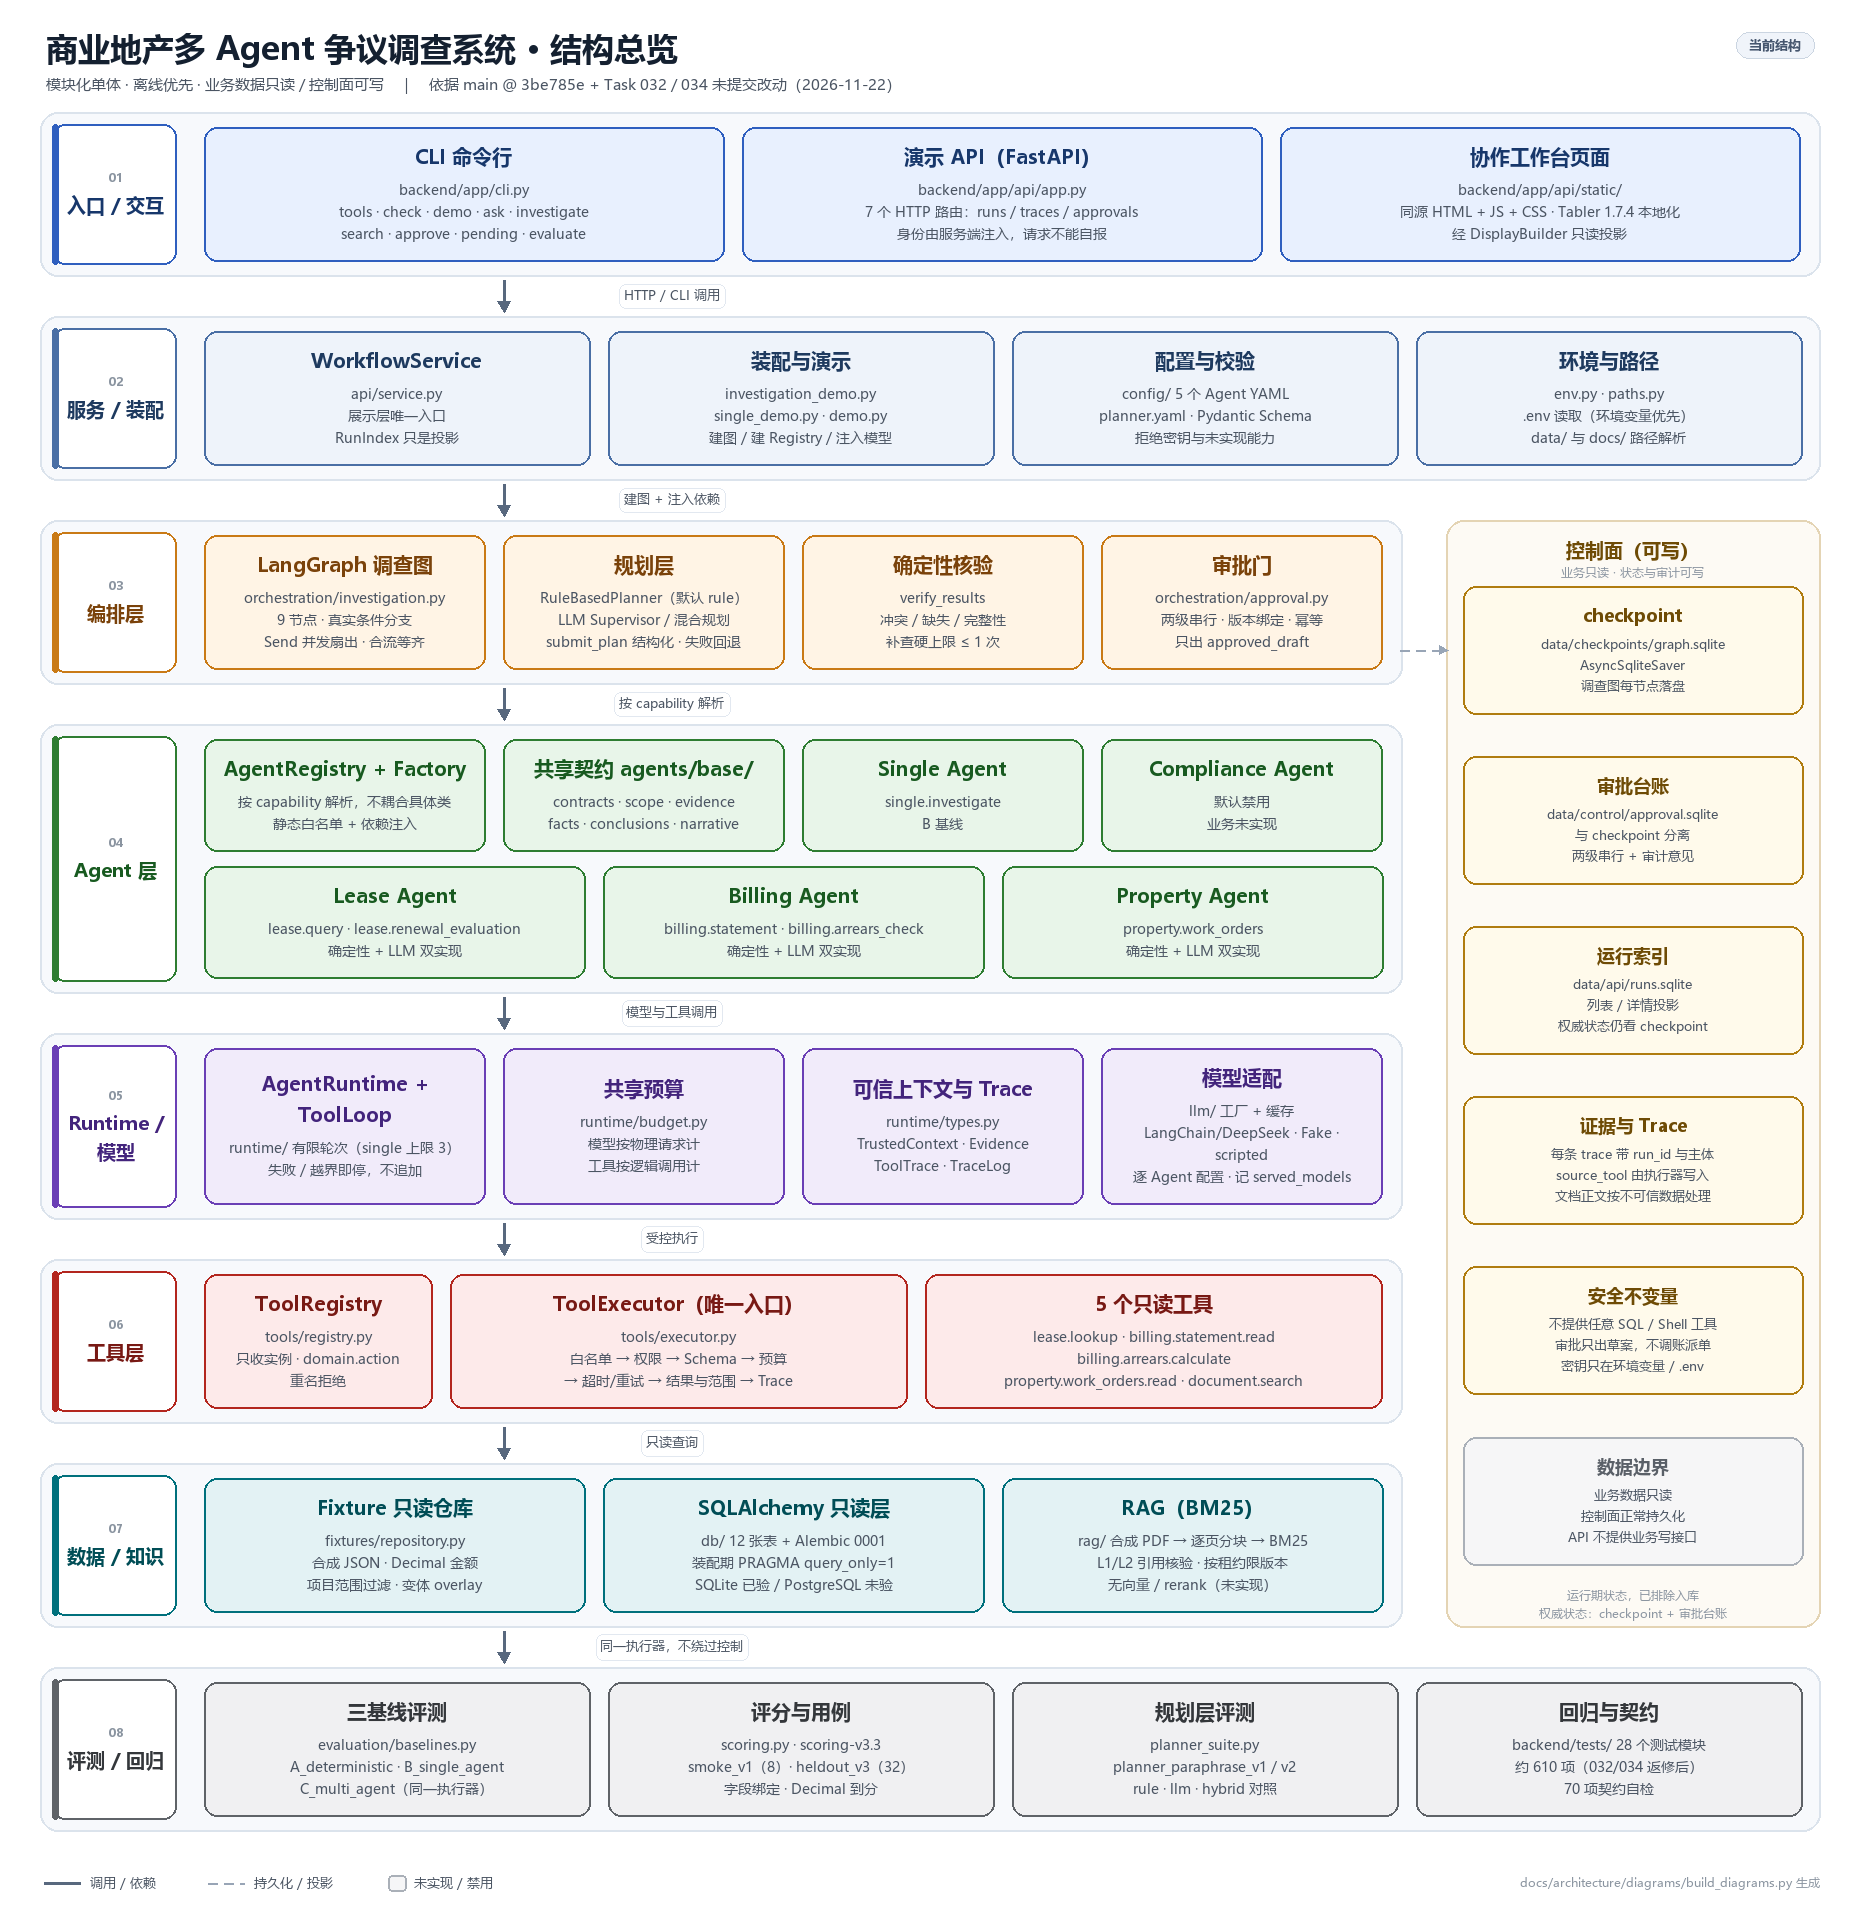 商业地产多 Agent 争议调查系统 · 结构总览
当前结构
模块化单体 · 离线优先 · 业务数据只读 / 控制面可写 | 依据 main @ 3be785e + Task 032 / 034 未提交改动（2026-11-22）
01
入口 / 交互
CLI 命令行
backend/app/cli.py
tools · check · demo · ask · investigate
search · approve · pending · evaluate
演示 API（FastAPI）
backend/app/api/app.py
7 个 HTTP 路由：runs / traces / approvals
身份由服务端注入，请求不能自报
协作工作台页面
backend/app/api/static/
同源 HTML + JS + CSS · Tabler 1.7.4 本地化
经 DisplayBuilder 只读投影
HTTP / CLI 调用
02
服务 / 装配
WorkflowService
api/service.py
展示层唯一入口
RunIndex 只是投影
装配与演示
investigation_demo.py
single_demo.py · demo.py
建图 / 建 Registry / 注入模型
配置与校验
config/ 5 个 Agent YAML
planner.yaml · Pydantic Schema
拒绝密钥与未实现能力
环境与路径
env.py · paths.py
.env 读取（环境变量优先）
data/ 与 docs/ 路径解析
建图 + 注入依赖
03
编排层
LangGraph 调查图
orchestration/investigation.py
9 节点 · 真实条件分支
Send 并发扇出 · 合流等齐
规划层
RuleBasedPlanner（默认 rule）
LLM Supervisor / 混合规划
submit_plan 结构化 · 失败回退
确定性核验
verify_results
冲突 / 缺失 / 完整性
补查硬上限 ≤ 1 次
审批门
orchestration/approval.py
两级串行 · 版本绑定 · 幂等
只出 approved_draft
按 capability 解析
04
Agent 层
AgentRegistry + Factory
按 capability 解析，不耦合具体类
静态白名单 + 依赖注入
共享契约 agents/base/
contracts · scope · evidence
facts · conclusions · narrative
Single Agent
single.investigate
B 基线
Compliance Agent
默认禁用
业务未实现
Lease Agent
lease.query · lease.renewal_evaluation
确定性 + LLM 双实现
Billing Agent
billing.statement · billing.arrears_check
确定性 + LLM 双实现
Property Agent
property.work_orders
确定性 + LLM 双实现
模型与工具调用
05
Runtime /
模型
AgentRuntime +
ToolLoop
runtime/ 有限轮次（single 上限 3）
失败 / 越界即停，不追加
共享预算
runtime/budget.py
模型按物理请求计
工具按逻辑调用计
可信上下文与 Trace
runtime/types.py
TrustedContext · Evidence
ToolTrace · TraceLog
模型适配
llm/ 工厂 + 缓存
LangChain/DeepSeek · Fake ·
scripted
逐 Agent 配置 · 记 served_models
受控执行
06
工具层
ToolRegistry
tools/registry.py
只收实例 · domain.action
重名拒绝
ToolExecutor（唯一入口）
tools/executor.py
白名单 → 权限 → Schema → 预算
→ 超时/重试 → 结果与范围 → Trace
5 个只读工具
lease.lookup · billing.statement.read
billing.arrears.calculate
property.work_orders.read · document.search
只读查询
07
数据 / 知识
Fixture 只读仓库
fixtures/repository.py
合成 JSON · Decimal 金额
项目范围过滤 · 变体 overlay
SQLAlchemy 只读层
db/ 12 张表 + Alembic 0001
装配期 PRAGMA query_only=1
SQLite 已验 / PostgreSQL 未验
RAG（BM25）
rag/ 合成 PDF → 逐页分块 → BM25
L1/L2 引用核验 · 按租约限版本
无向量 / rerank（未实现）
同一执行器，不绕过控制
控制面（可写）
业务只读 · 状态与审计可写
checkpoint
data/checkpoints/graph.sqlite
AsyncSqliteSaver
调查图每节点落盘
审批台账
data/control/approval.sqlite
与 checkpoint 分离
两级串行 + 审计意见
运行索引
data/api/runs.sqlite
列表 / 详情投影
权威状态仍看 checkpoint
证据与 Trace
每条 trace 带 run_id 与主体
source_tool 由执行器写入
文档正文按不可信数据处理
安全不变量
不提供任意 SQL / Shell 工具
审批只出草案，不调账派单
密钥只在环境变量 / .env
数据边界
业务数据只读
控制面正常持久化
API 不提供业务写接口
运行期状态，已排除入库
权威状态：checkpoint + 审批台账
08
评测 / 回归
三基线评测
evaluation/baselines.py
A_deterministic · B_single_agent
C_multi_agent（同一执行器）
评分与用例
scoring.py · scoring-v3.3
smoke_v1（8）· heldout_v3（32）
字段绑定 · Decimal 到分
规划层评测
planner_suite.py
planner_paraphrase_v1 / v2
rule · llm · hybrid 对照
回归与契约
backend/tests/ 28 个测试模块
约 610 项（032/034 返修后）
70 项契约自检
调用 / 依赖
持久化 / 投影
未实现 / 禁用
docs/architecture/diagrams/build_diagrams.py 生成